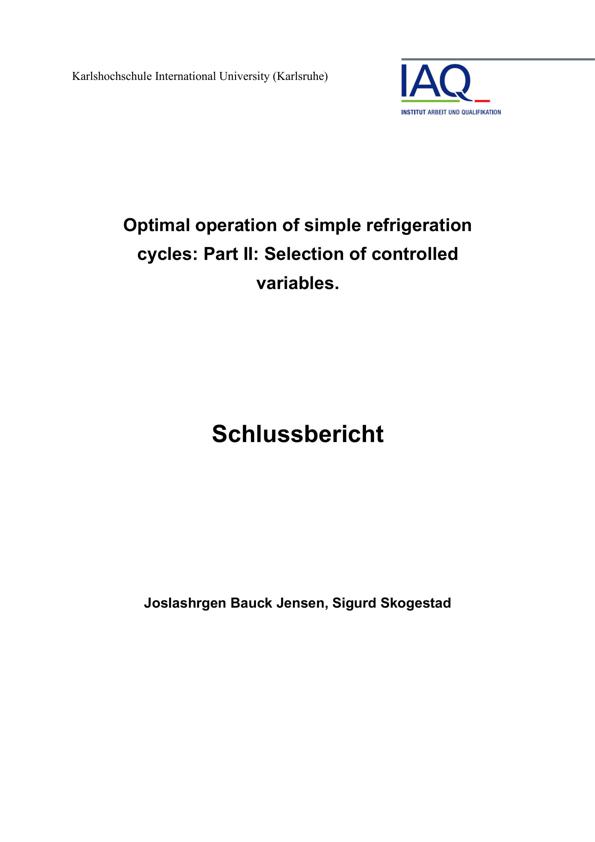 Karlshochschule International University (Karlsruhe)
IAQ
INSTITUT ARBEIT UND QUALIFIKATION
Optimal operation of simple refrigeration
cycles: Part II: Selection of controlled
variables.
Schlussbericht
Joslashrgen Bauck Jensen, Sigurd Skogestad